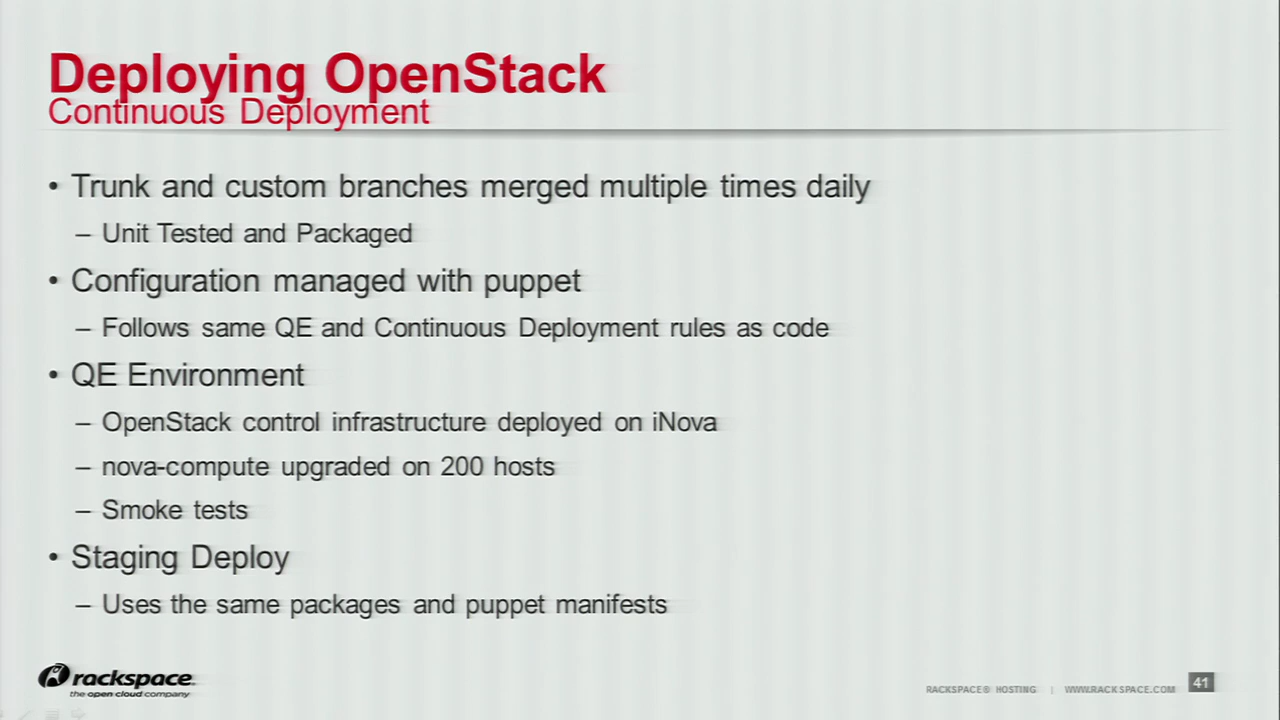 Deploying OpenStack
Continuous Deployment
• Trunk and custom branches merged multiple times daily
– Unit Tested and Packaged
• Configuration managed with puppet
– Follows same QE and Continuous Deployment rules as code
• QE Environment
– OpenStack control infrastructure deployed on iNova
– nova-compute upgraded on 200 hosts
– Smoke tests
• Staging Deploy
– Uses the same packages and puppet manifests
rackspace.
the open cloud company
RACKSPACE® HOSTING | WWW.RACKSPACE.COM 41